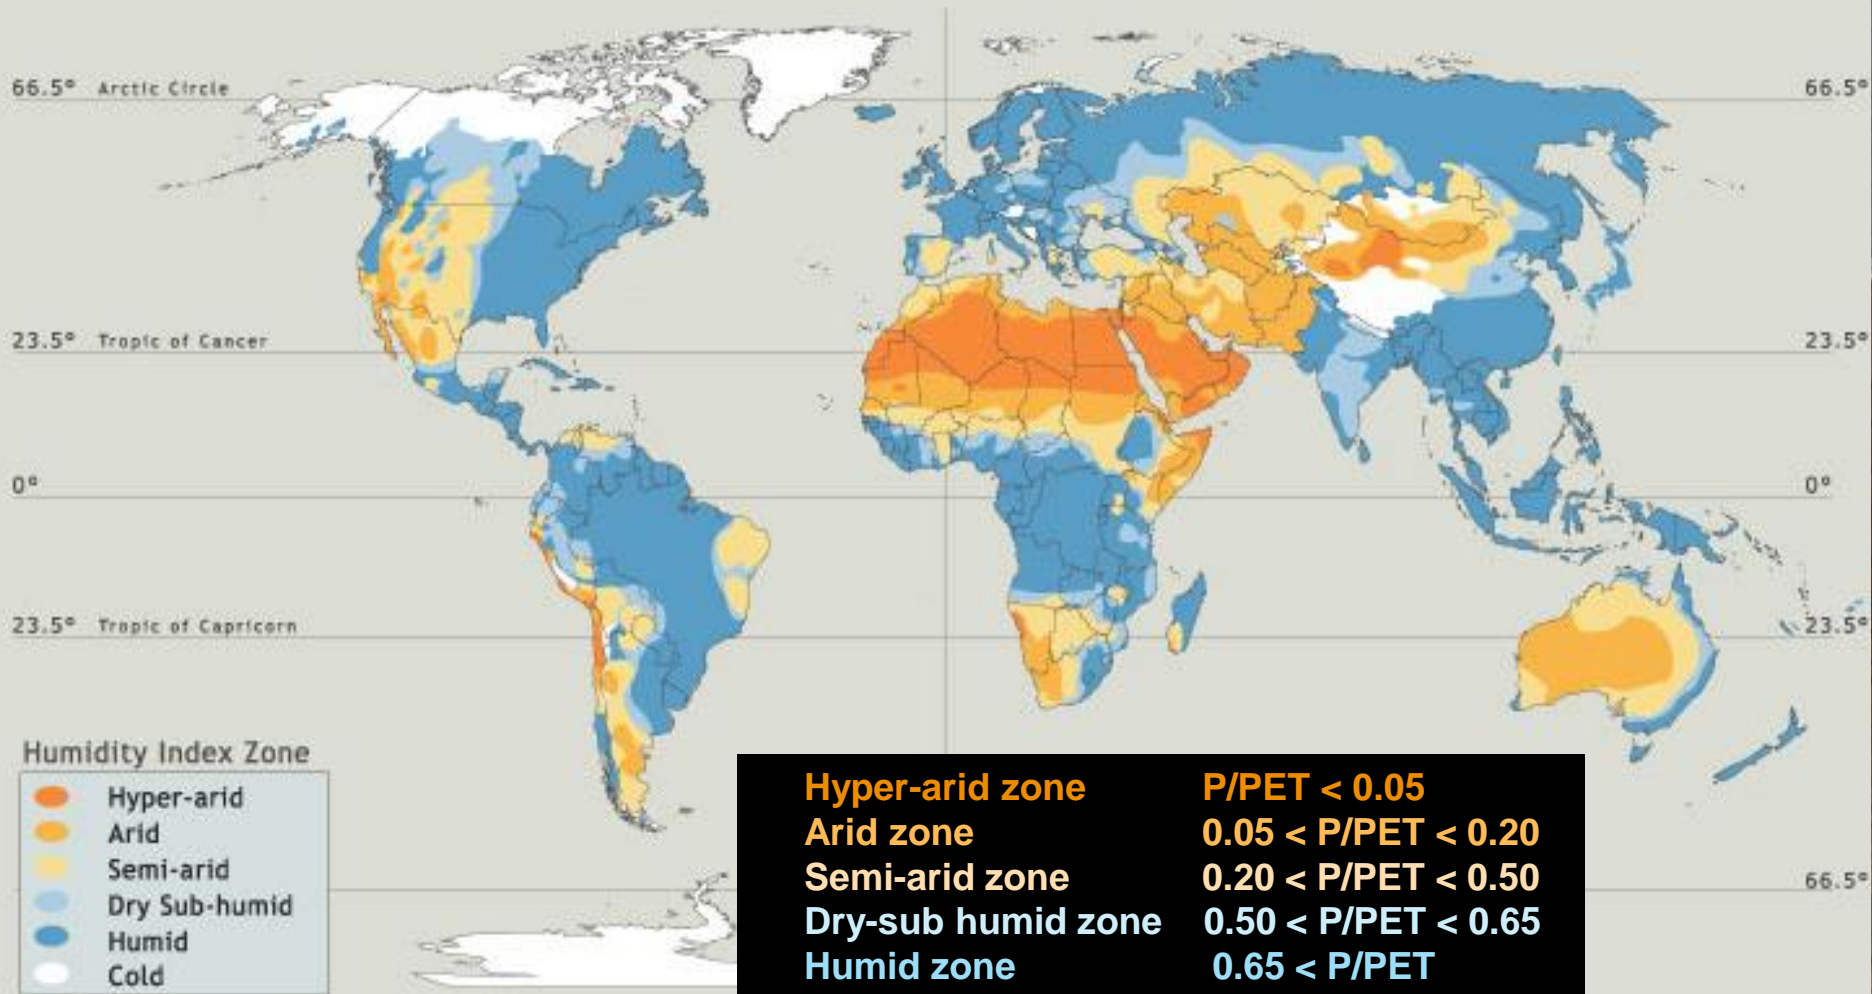 66.5° Arctic Circle 66.5°
23.5° Tropic of Cancer 23.5°
0° 0°
23.5° Tropic of Capricorn 23.5°
66.5°
Humidity Index Zone
Hyper-arid
Arid
Semi-arid
Dry Sub-humid
Humid
Cold
Hyper-arid zone P/PET < 0.05
Arid zone 0.05 < P/PET < 0.20
Semi-arid zone 0.20 < P/PET < 0.50
Dry-sub humid zone 0.50 < P/PET < 0.65
Humid zone 0.65 < P/PET